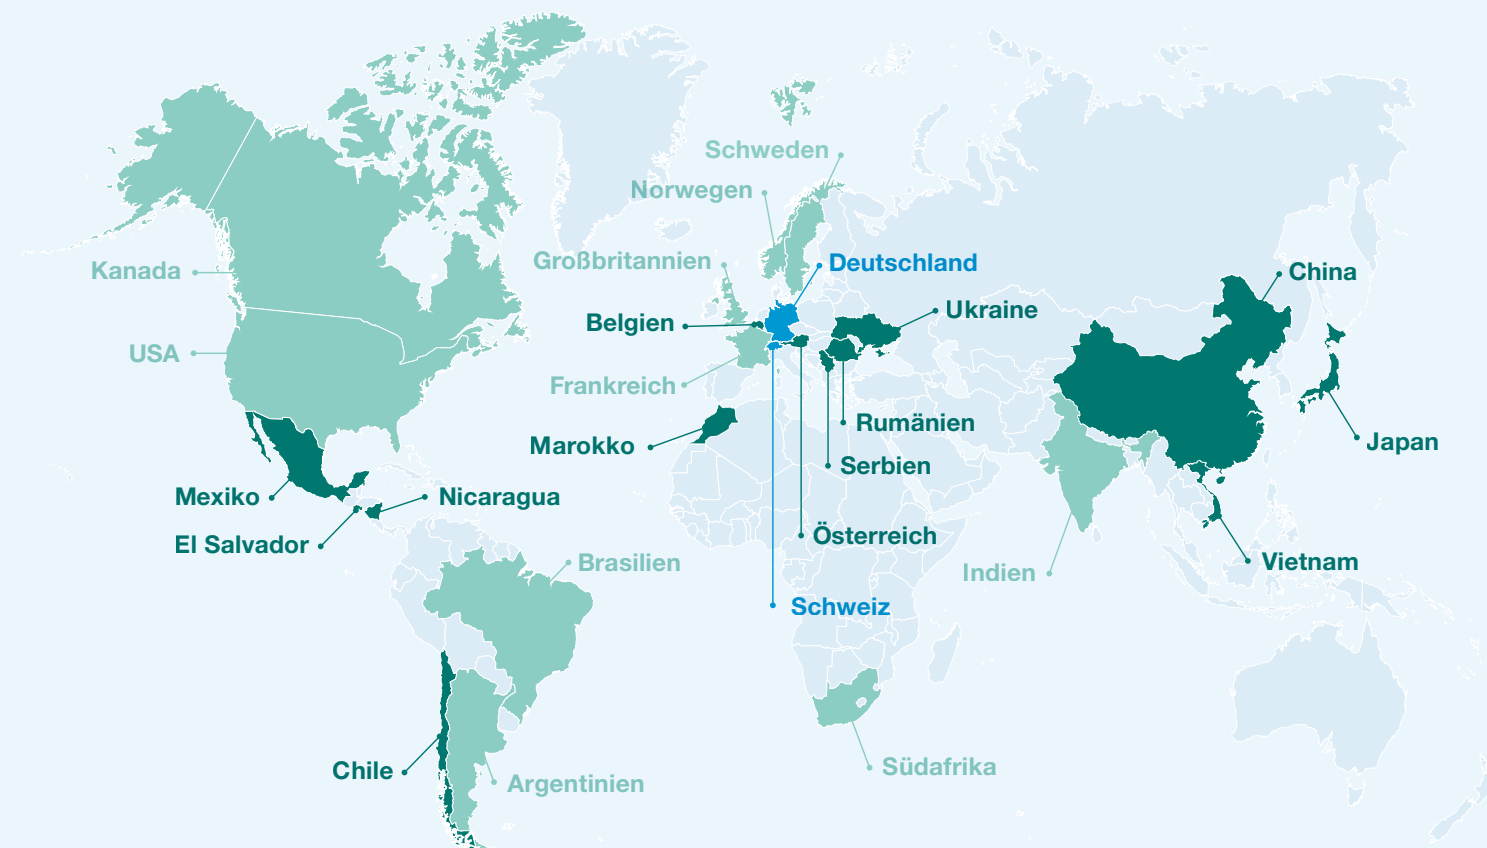 Schweden
Norwegen
Großbritannien
Deutschland
Kanada
China
Belgien
Ukraine
USA
Frankreich
Rumänien
Marokko
Japan
Serbien
Mexiko
Nicaragua
El Salvador
Österreich
Brasilien
Indien
Vietnam
Schweiz
Chile
Südafrika
Argentinien